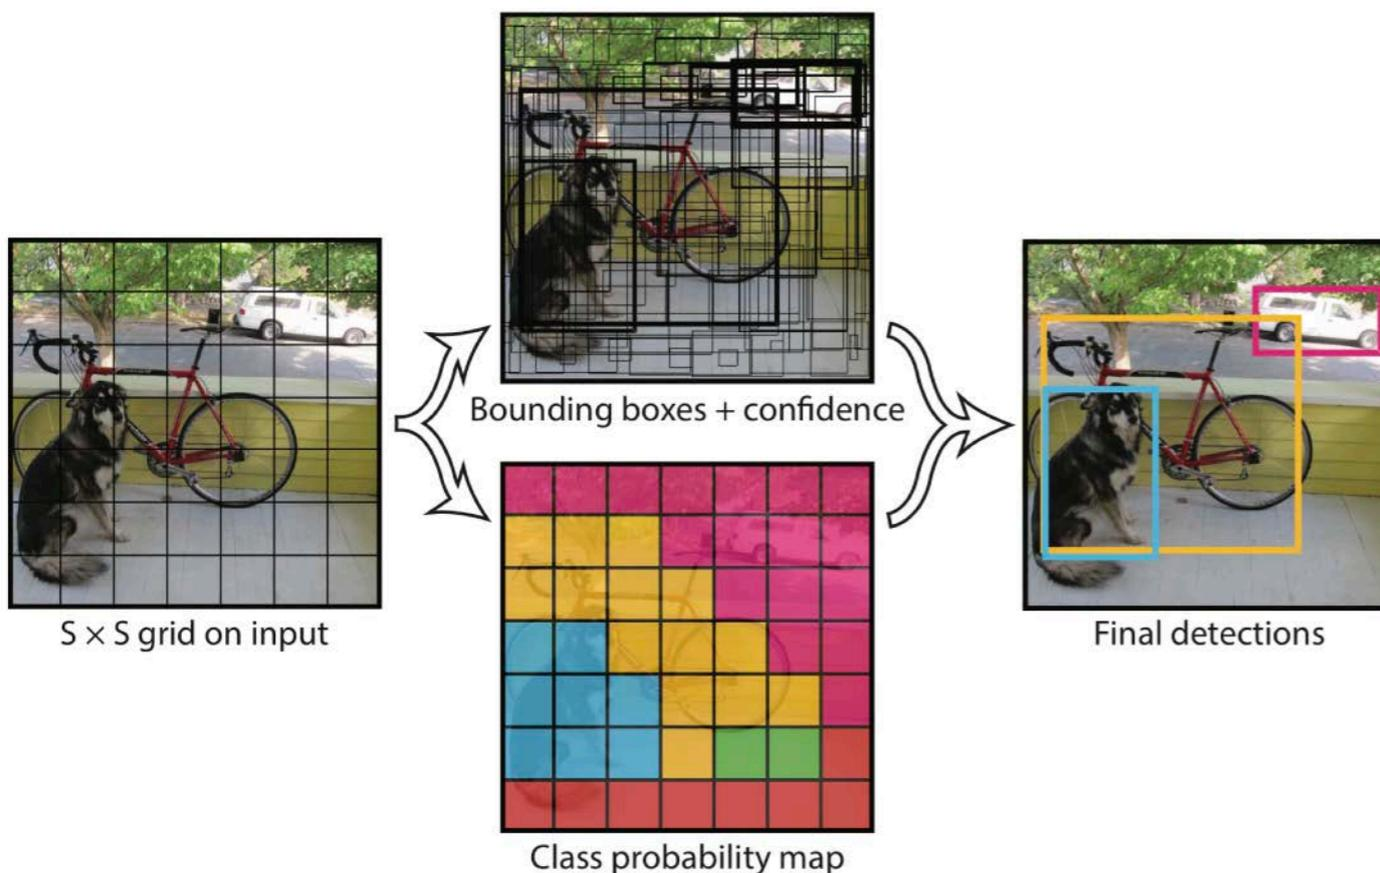 S × S grid on input
Bounding boxes + confidence
Class probability map
Final detections